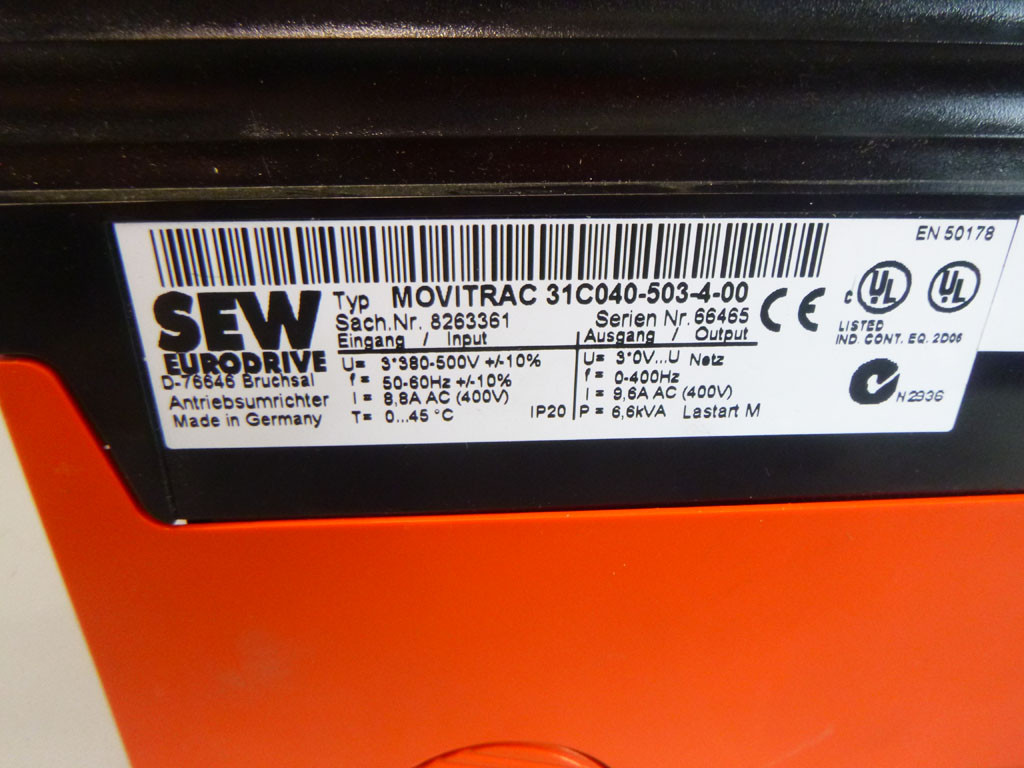 EN 50178
SEW
EURODRIVE
D-76646 Bruchsal
Antriebsumrichter
Made in Germany
Typ MOVITRAC 31C040-503-4-00
Sach.Nr. 8263361 Serien Nr. 66465
Eingang / Input
U= 3*380-500V +/-10%
f= 50-60Hz +/-10%
I = 8,8A AC (400V)
T= 0...45 °C IP20
Ausgang / Output
U= 3*0V...U Netz
f = 0-400Hz
I = 9,6A AC (400V)
P = 6,6kVA Lastart M
CE
c UL UL
LISTED
IND. CONT. EQ. 2D06
N2936